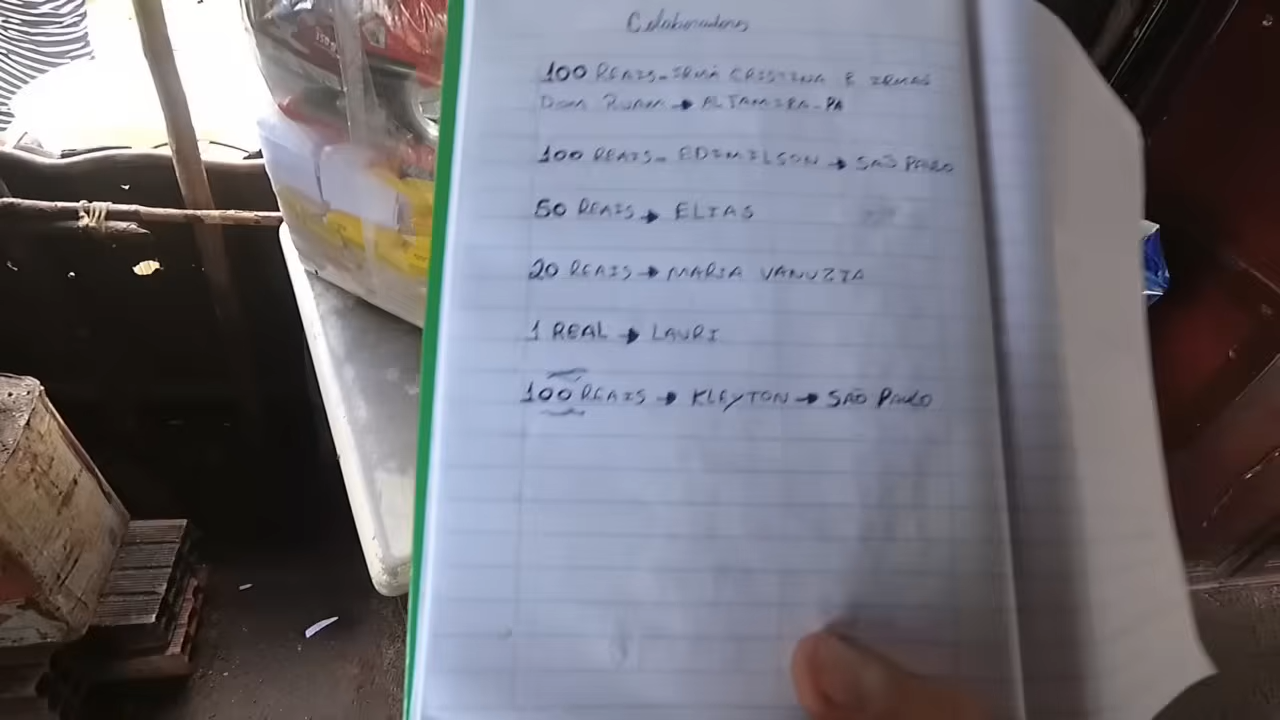 Colaboradores
100 REAIS - IRMÃ CRISTINA E IRMÃS
DOM RUAM → ALTAMIRA - PA
100 REAIS - EDIMILSON → SÃO PAULO
50 REAIS → ELIAS
20 REAIS → MARIA VANUZIA
1 REAL → LAURI
100 REAIS → KLEYTON → SÃO PAULO